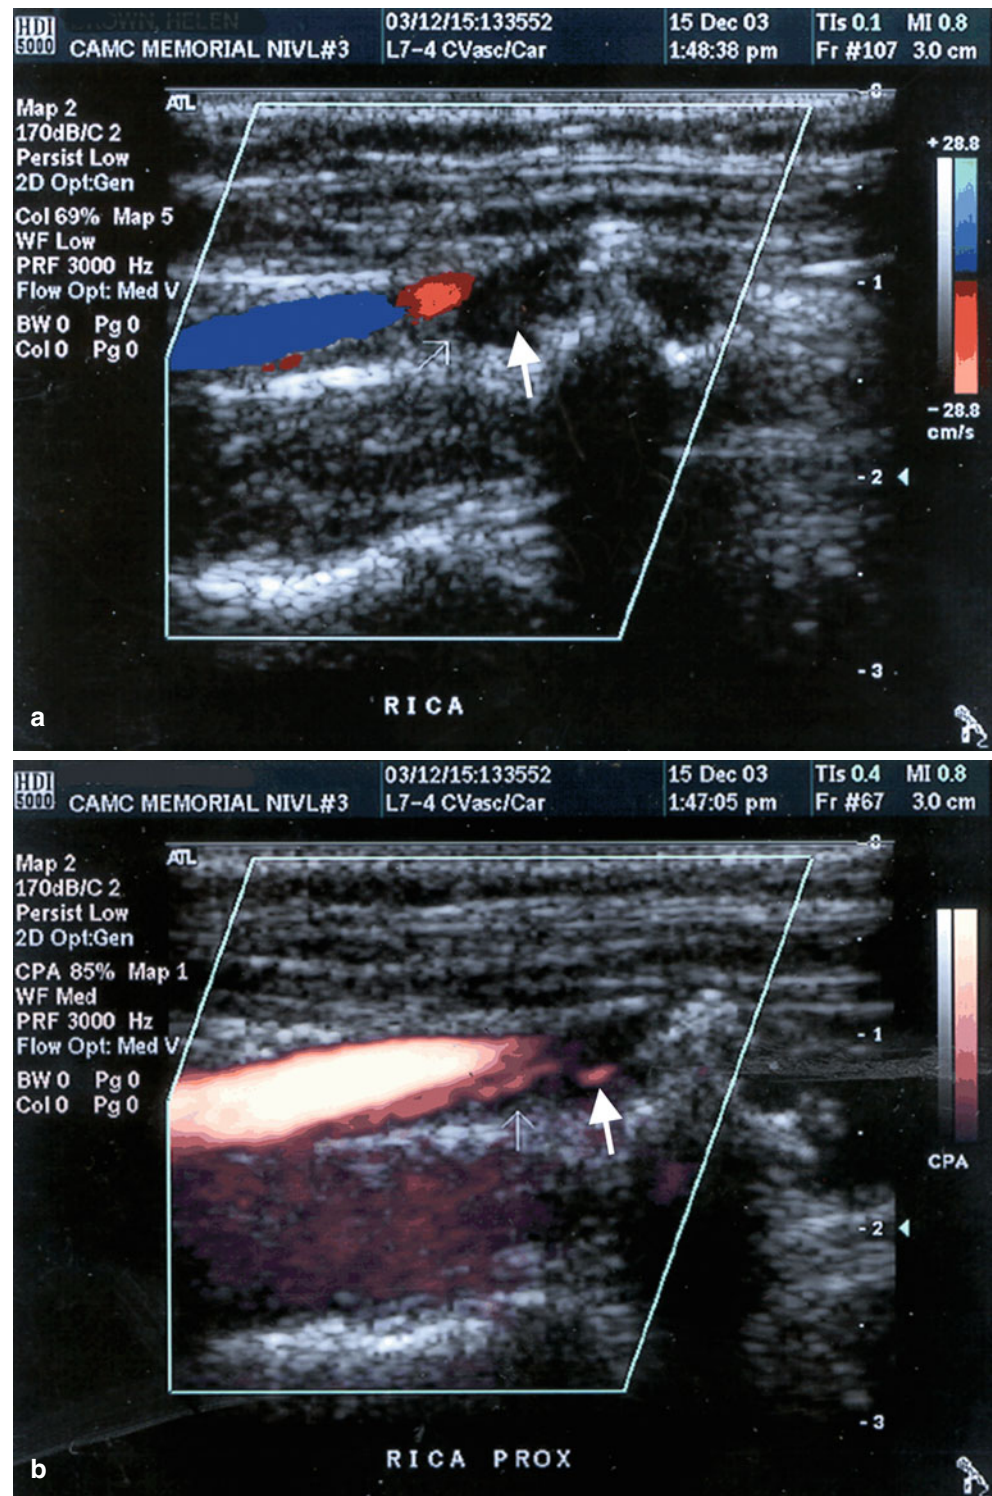 HDI 5000
03/12/15:133552
15 Dec 03
TIs 0.1 MI 0.8
CAMC MEMORIAL NIVL#3
L7-4 CVasc/Car
1:48:38 pm
Fr #107 3.0 cm
ATL
0
Map 2
170dB/C 2
Persist Low
2D Opt:Gen
Col 69% Map 5
WF Low
PRF 3000 Hz
Flow Opt: Med V
BW 0 Pg 0
Col 0 Pg 0
+ 28.8
- 28.8
cm/s
- 1
- 2
- 3
RICA
a
HDI 5000
03/12/15:133552
15 Dec 03
TIs 0.4 MI 0.8
CAMC MEMORIAL NIVL#3
L7-4 CVasc/Car
1:47:05 pm
Fr #67 3.0 cm
ATL
0
Map 2
170dB/C 2
Persist Low
2D Opt:Gen
CPA 85% Map 1
WF Med
PRF 3000 Hz
Flow Opt: Med V
BW 0 Pg 0
Col 0 Pg 0
- 1
CPA
- 2
- 3
RICA PROX
b